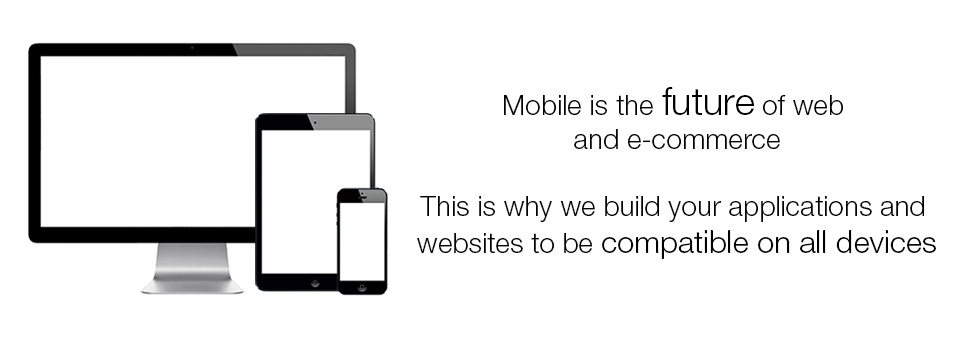 Mobile is the future of web
and e-commerce
This is why we build your applications and
websites to be compatible on all devices